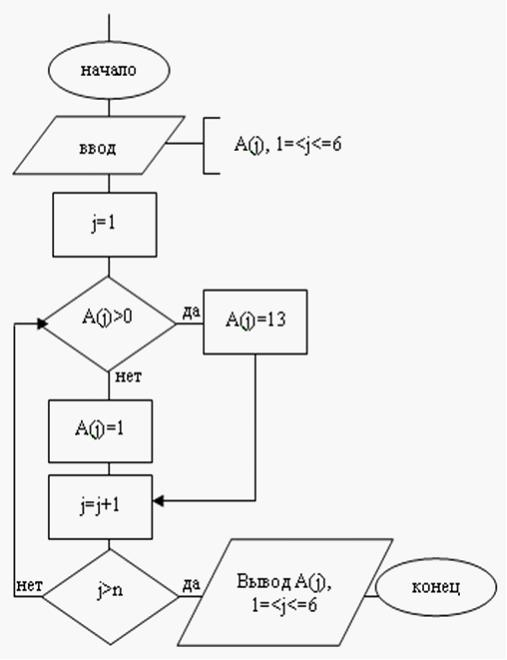 начало
ввод
A(j), 1=<j<=6
j=1
A(j)>0
да
A(j)=13
нет
A(j)=1
j=j+1
нет
j>n
да
Вывод A(j),
1=<j<=6
конец